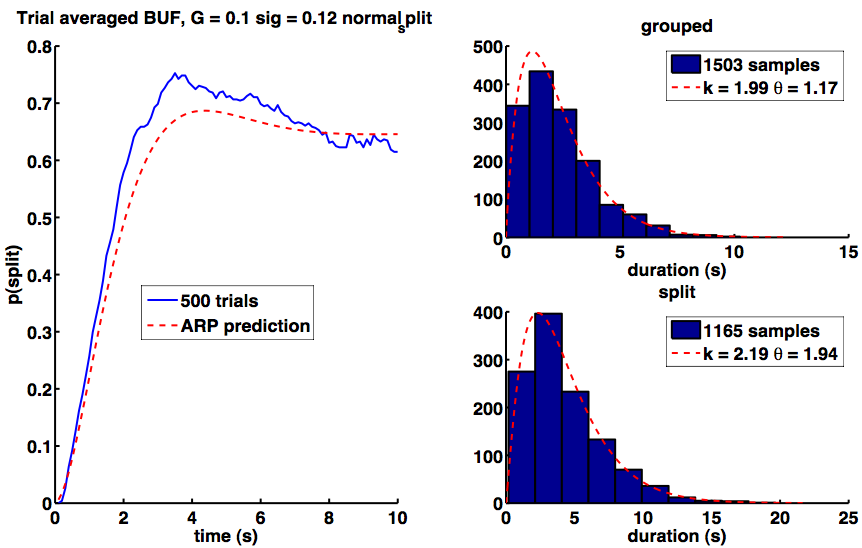 Trial averaged BUF, G = 0.1 sig = 0.12 normalsplit
0.8
0.7
0.6
0.5
0.4
0.3
0.2
0.1
0
p(split)
500 trials
ARP prediction
0 2 4 6 8 10
time (s)
grouped
500
400
300
200
100
0
1503 samples
k = 1.99 θ = 1.17
0 5 10 15
duration (s)
split
400
300
200
100
0
1165 samples
k = 2.19 θ = 1.94
0 5 10 15 20 25
duration (s)